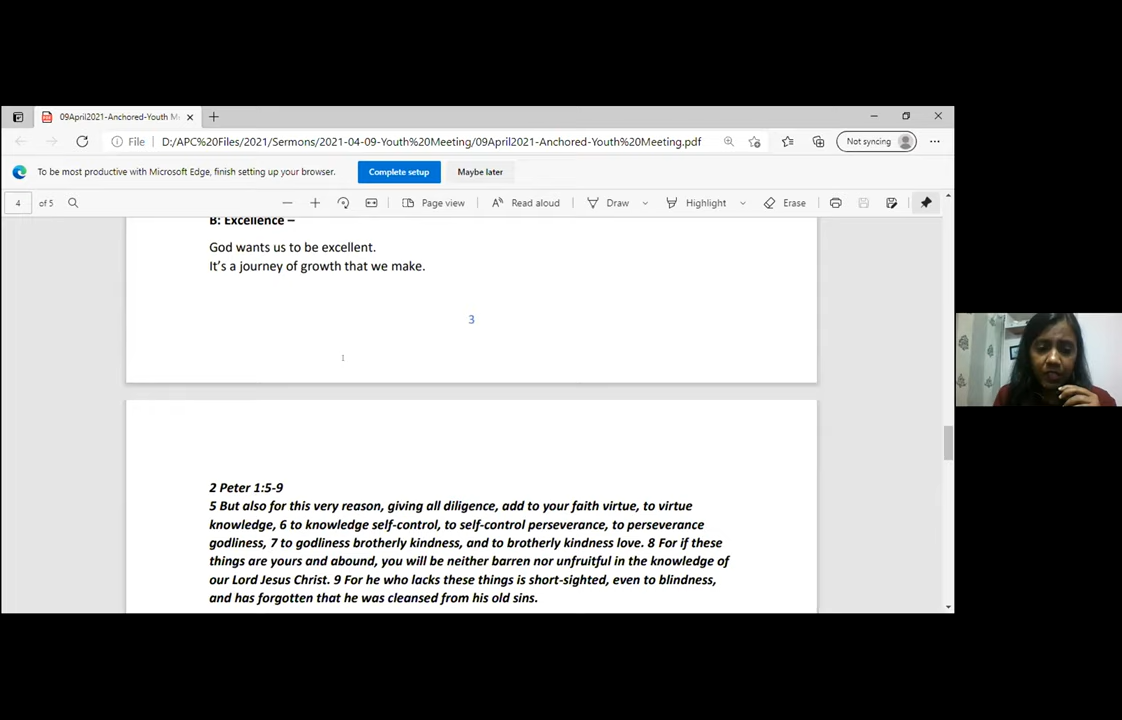 09April2021-Anchored-Youth M
File
D:/APC%20Files/2021/Sermons/2021-04-09-Youth%20Meeting/09April2021-Anchored-Youth%20Meeting.pdf
Not syncing
To be most productive with Microsoft Edge, finish setting up your browser.
Complete setup
Maybe later
4 of 5
Page view
Read aloud
Draw
Highlight
Erase
B: Excellence –
God wants us to be excellent.
It's a journey of growth that we make.
3
2 Peter 1:5-9
5 But also for this very reason, giving all diligence, add to your faith virtue, to virtue
knowledge, 6 to knowledge self-control, to self-control perseverance, to perseverance
godliness, 7 to godliness brotherly kindness, and to brotherly kindness love. 8 For if these
things are yours and abound, you will be neither barren nor unfruitful in the knowledge of
our Lord Jesus Christ. 9 For he who lacks these things is short-sighted, even to blindness,
and has forgotten that he was cleansed from his old sins.